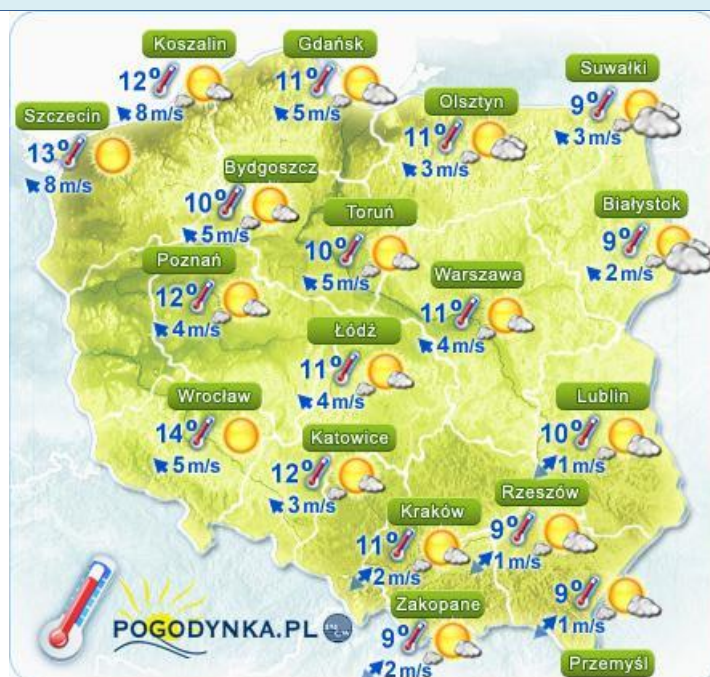 Koszalin
12°
8 m/s
Gdańsk
11°
5 m/s
Suwałki
9°
3 m/s
Szczecin
13°
8 m/s
Olsztyn
11°
3 m/s
Bydgoszcz
10°
5 m/s
Toruń
10°
5 m/s
Białystok
9°
2 m/s
Poznań
12°
4 m/s
Warszawa
11°
4 m/s
Łódź
11°
4 m/s
Wrocław
14°
5 m/s
Katowice
12°
3 m/s
Lublin
10°
1 m/s
Kraków
11°
2 m/s
Rzeszów
9°
1 m/s
Zakopane
9°
2 m/s
9°
1 m/s
Przemyśl
POGODYNKA.PL